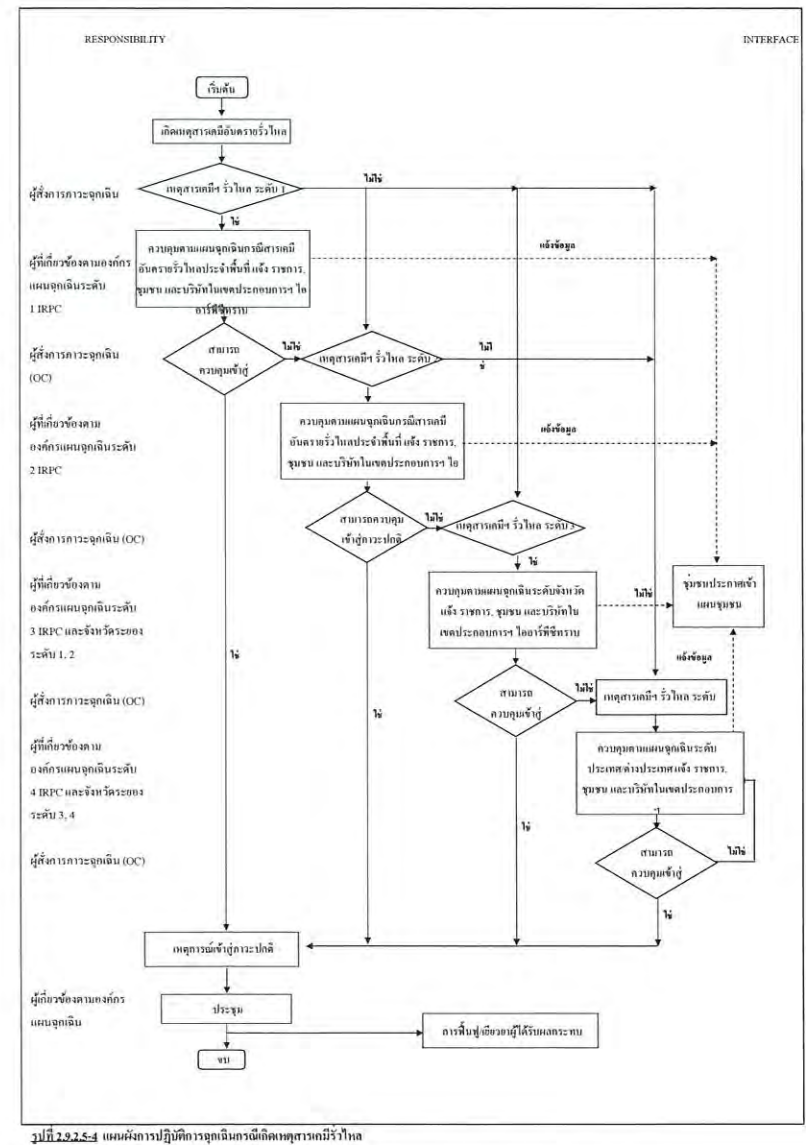 RESPONSIBILITY
INTERFACE
เริ่มต้น
เกิดเหตุสารเคมีอันตรายรั่วไหล
ผู้สั่งการภาวะฉุกเฉิน
เหตุสารเคมีฯ รั่วไหล ระดับ 1
ไม่ใช่
ใช่
ผู้ที่เกี่ยวข้องตามองค์กร
แผนฉุกเฉินระดับ
1 IRPC
ควบคุมตามแผนฉุกเฉินกรณีสารเคมี
อันตรายรั่วไหลประจำพื้นที่ แจ้ง ราชการ,
ชุมชน และบริษัทในเขตประกอบการฯ ไอ
อาร์พีซีทราบ
แจ้งข้อมูล
ผู้สั่งการภาวะฉุกเฉิน
(OC)
สามารถ
ควบคุมเข้าสู่
ไม่ใช่
เหตุสารเคมีฯ รั่วไหล ระดับ 2
ไม่ใ
ช่
ผู้ที่เกี่ยวข้องตาม
องค์กรแผนฉุกเฉินระดับ
2 IRPC
ควบคุมตามแผนฉุกเฉินกรณีสารเคมี
อันตรายรั่วไหลประจำพื้นที่ แจ้ง ราชการ,
ชุมชน และบริษัทในเขตประกอบการฯ ไอ
แจ้งข้อมูล
ผู้สั่งการภาวะฉุกเฉิน (OC)
สามารถควบคุม
เข้าสู่ภาวะปกติ
ไม่ใช่
เหตุสารเคมีฯ รั่วไหล ระดับ 3
ใช่
ไม่ใช่
ผู้ที่เกี่ยวข้องตาม
องค์กรแผนฉุกเฉินระดับ
3 IRPC และจังหวัดระยอง
ระดับ 1, 2
ควบคุมตามแผนฉุกเฉินระดับจังหวัด
แจ้ง ราชการ, ชุมชน และบริษัทใน
เขตประกอบการฯ ไออาร์พีซีทราบ
ชุมชนประกาศเข้า
แผนชุมชน
ใช่
แจ้งข้อมูล
ผู้สั่งการภาวะฉุกเฉิน (OC)
สามารถ
ควบคุมเข้าสู่
ไม่ใช่
เหตุสารเคมีฯ รั่วไหล ระดับ
ใช่
ผู้ที่เกี่ยวข้องตาม
องค์กรแผนฉุกเฉินระดับ
4 IRPC และจังหวัดระยอง
ระดับ 3, 4
ควบคุมตามแผนฉุกเฉินระดับ
ประเทศ/ต่างประเทศ แจ้ง ราชการ,
ชุมชน และบริษัทในเขตประกอบการ
ใช่
ผู้สั่งการภาวะฉุกเฉิน (OC)
สามารถ
ควบคุมเข้าสู่
ไม่ใช่
ใช่
เหตุการณ์เข้าสู่ภาวะปกติ
ผู้เกี่ยวข้องตามองค์กร
แผนฉุกเฉิน
ประชุม
การฟื้นฟู/เยียวยาผู้ได้รับผลกระทบ
จบ
รูปที่ 2.9.2.5-4 แผนผังการปฏิบัติการฉุกเฉินกรณีเกิดเหตุสารเคมีรั่วไหล